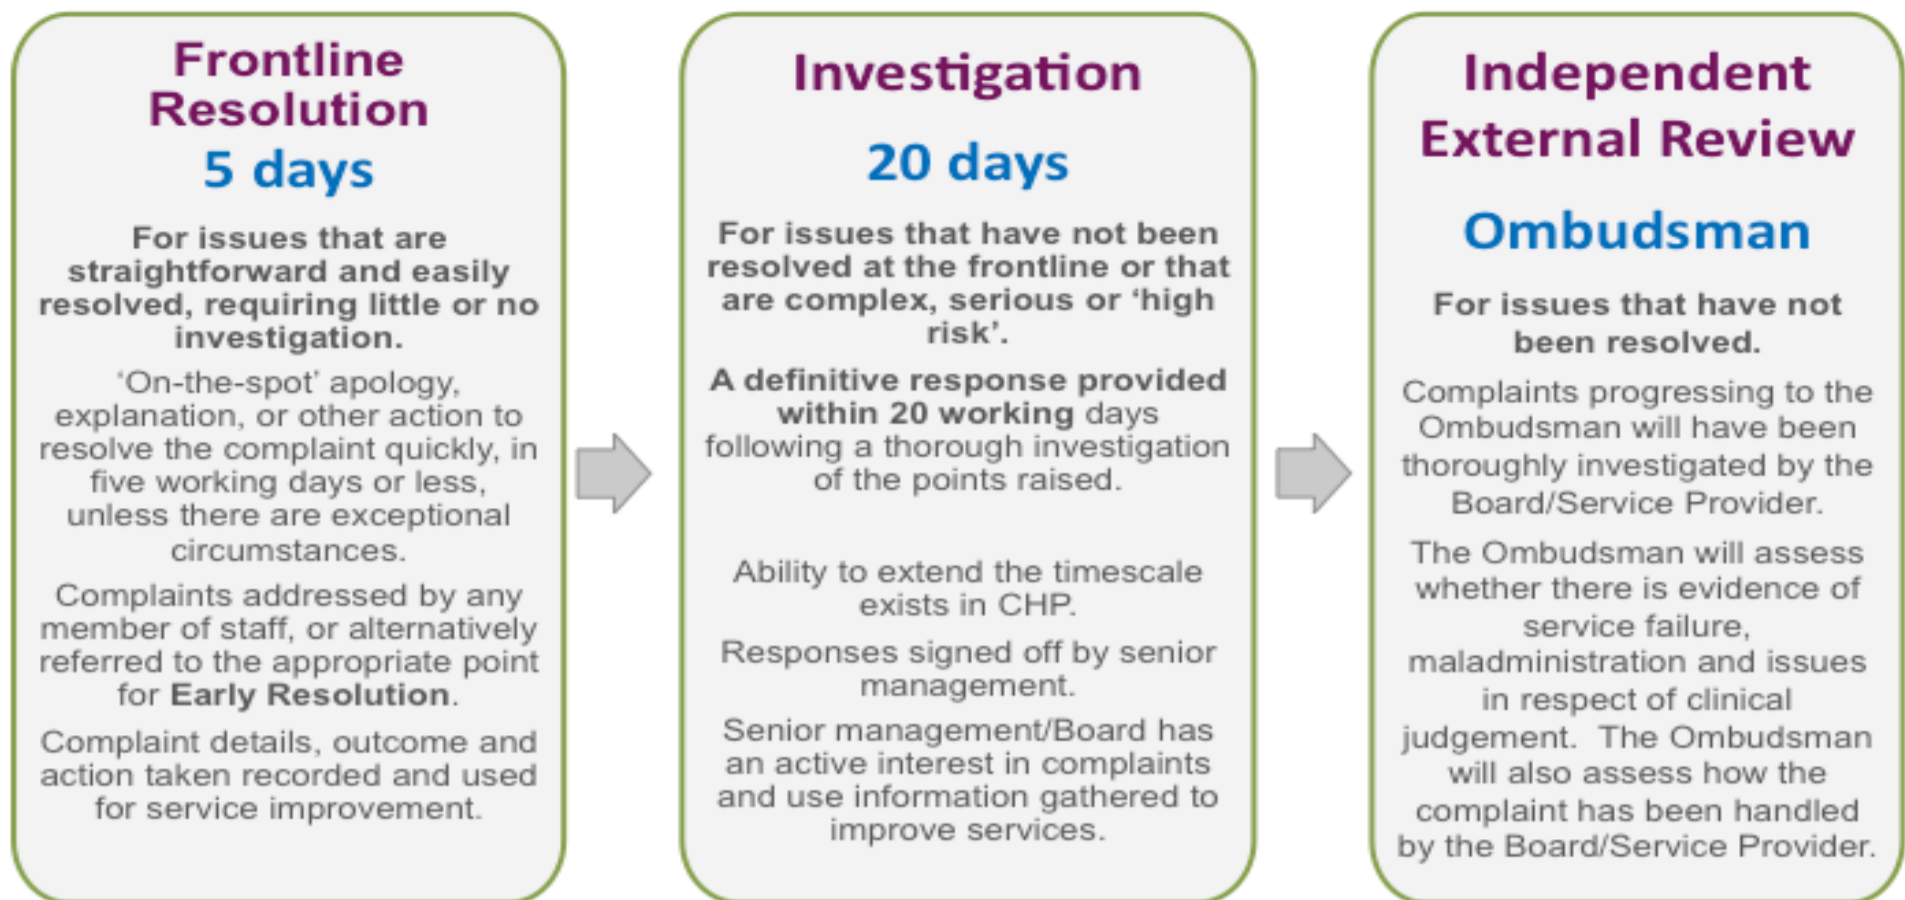 Frontline
Resolution
5 days
For issues that are
straightforward and easily
resolved, requiring little or no
investigation.
‘On-the-spot’ apology,
explanation, or other action to
resolve the complaint quickly, in
five working days or less,
unless there are exceptional
circumstances.
Complaints addressed by any
member of staff, or alternatively
referred to the appropriate point
for Early Resolution.
Complaint details, outcome and
action taken recorded and used
for service improvement.
Investigation
20 days
For issues that have not been
resolved at the frontline or that
are complex, serious or ‘high
risk’.
A definitive response provided
within 20 working days
following a thorough investigation
of the points raised.
Ability to extend the timescale
exists in CHP.
Responses signed off by senior
management.
Senior management/Board has
an active interest in complaints
and use information gathered to
improve services.
Independent
External Review
Ombudsman
For issues that have not
been resolved.
Complaints progressing to the
Ombudsman will have been
thoroughly investigated by the
Board/Service Provider.
The Ombudsman will assess
whether there is evidence of
service failure,
maladministration and issues
in respect of clinical
judgement.  The Ombudsman
will also assess how the
complaint has been handled
by the Board/Service Provider.